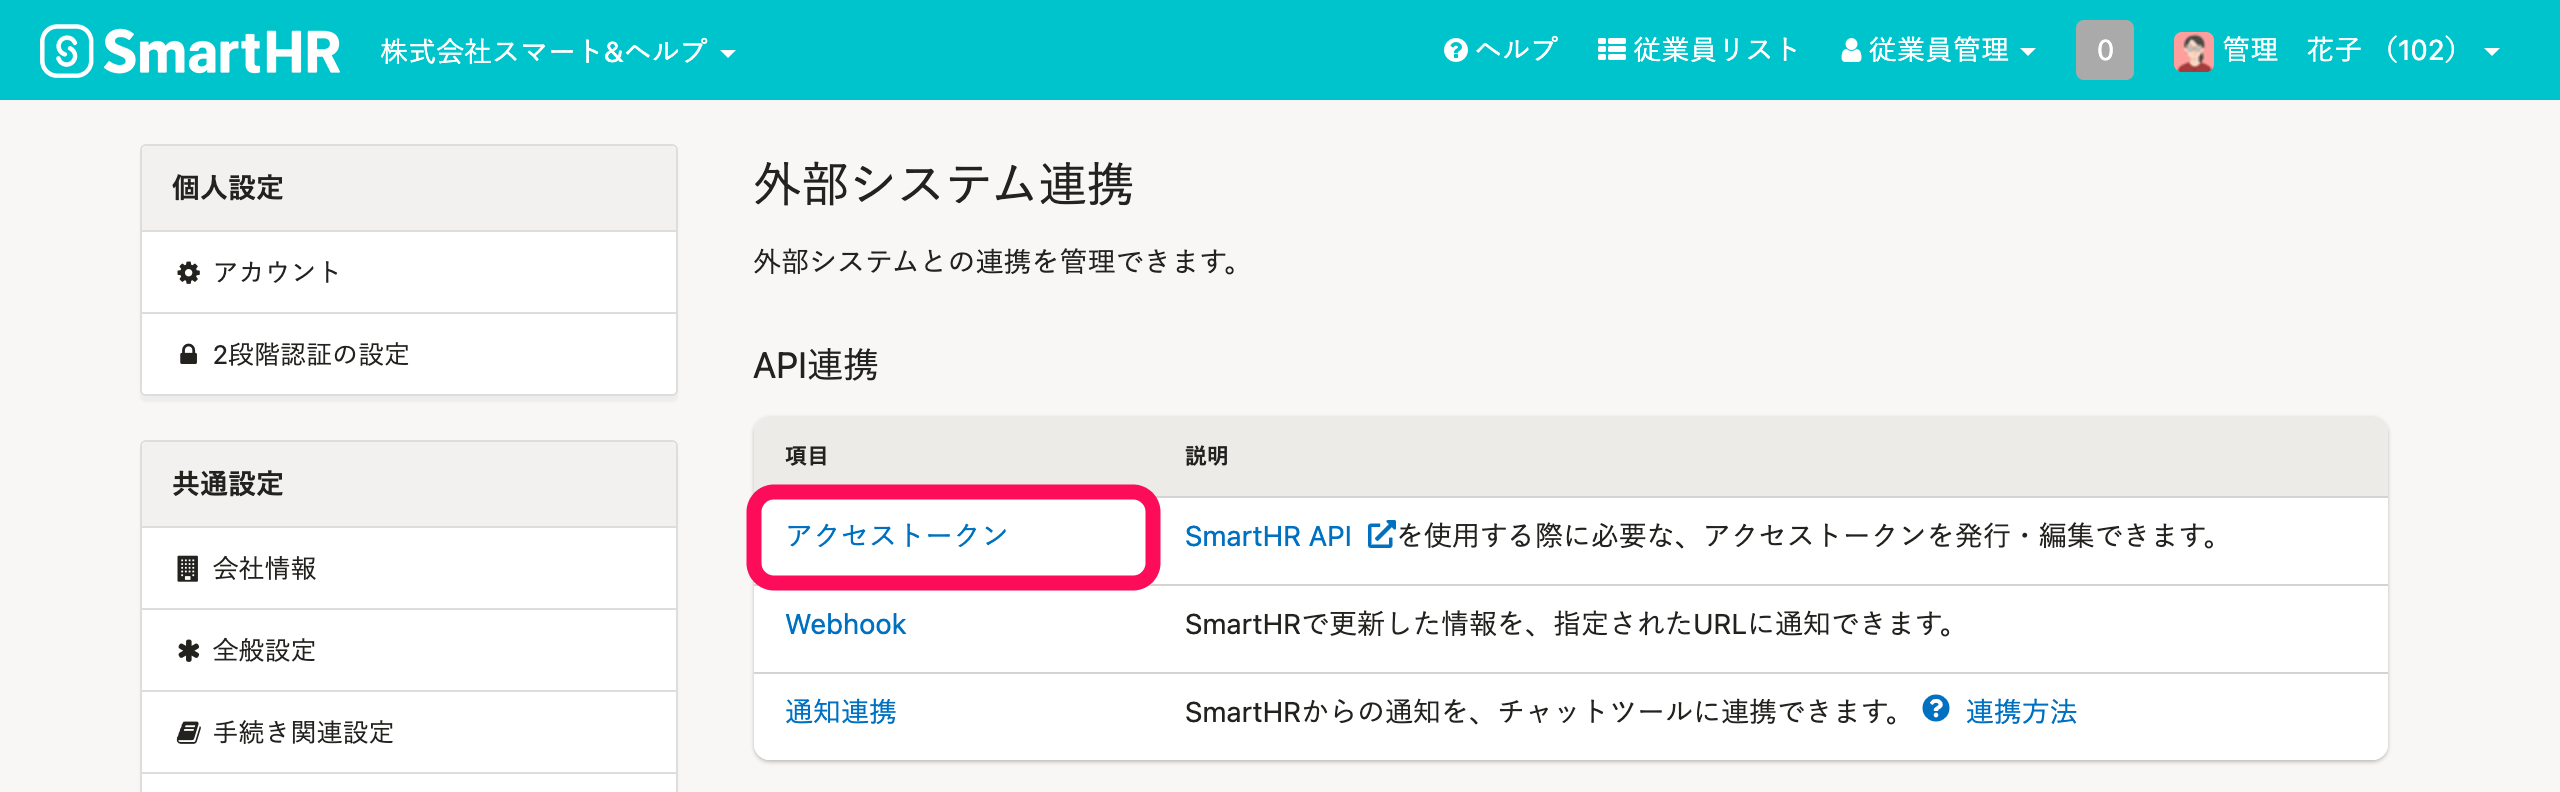 SmartHR 株式会社スマート&ヘルプ ヘルプ 従業員リスト 従業員管理 0 管理 花子 (102)
個人設定
アカウント
2段階認証の設定
共通設定
会社情報
全般設定
手続き関連設定
外部システム連携
外部システムとの連携を管理できます。
API連携
項目 説明
アクセストークン SmartHR API を使用する際に必要な、アクセストークンを発行・編集できます。
Webhook SmartHRで更新した情報を、指定されたURLに通知できます。
通知連携 SmartHRからの通知を、チャットツールに連携できます。 連携方法